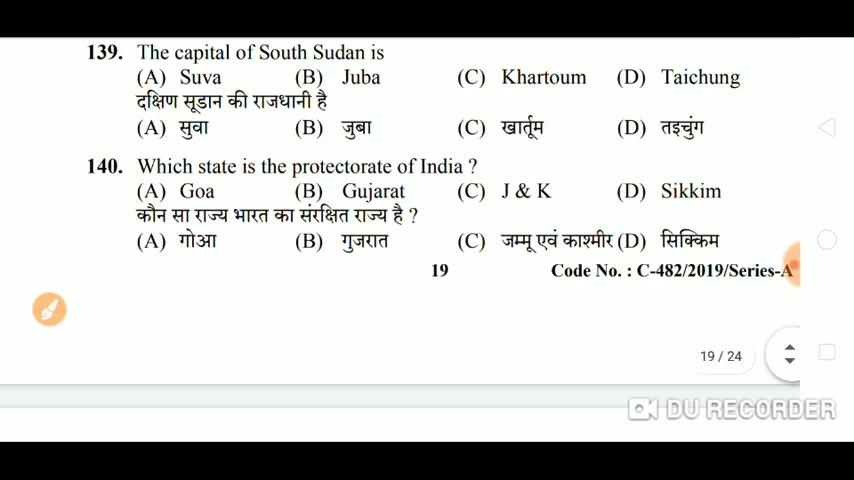 139. The capital of South Sudan is
(A) Suva (B) Juba (C) Khartoum (D) Taichung
दक्षिण सूडान की राजधानी है
(A) सुवा (B) जुबा (C) खार्तूम (D) तइचुंग
140. Which state is the protectorate of India ?
(A) Goa (B) Gujarat (C) J & K (D) Sikkim
कौन सा राज्य भारत का संरक्षित राज्य है ?
(A) गोआ (B) गुजरात (C) जम्मू एवं काश्मीर (D) सिक्किम
19 Code No. : C-482/2019/Series-A
19 / 24
DU RECORDER